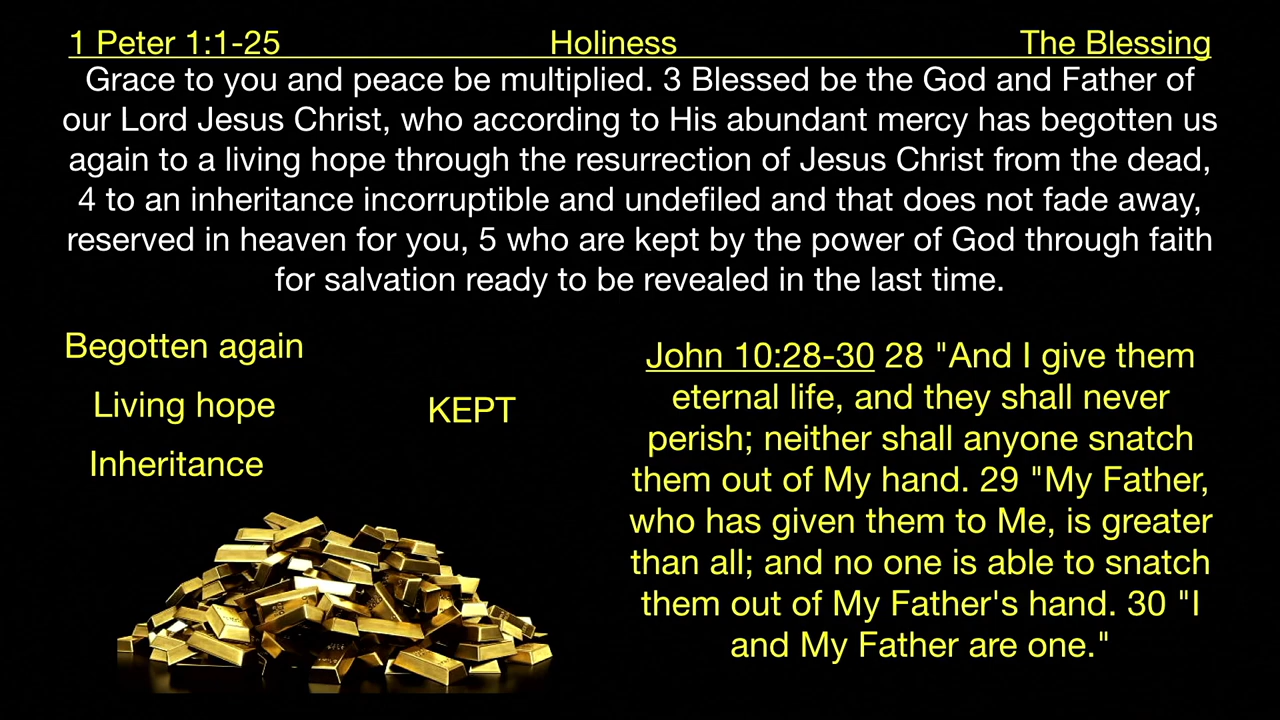 1 Peter 1:1-25 Holiness The Blessing
Grace to you and peace be multiplied. 3 Blessed be the God and Father of
our Lord Jesus Christ, who according to His abundant mercy has begotten us
again to a living hope through the resurrection of Jesus Christ from the dead,
4 to an inheritance incorruptible and undefiled and that does not fade away,
reserved in heaven for you, 5 who are kept by the power of God through faith
for salvation ready to be revealed in the last time.
Begotten again
Living hope
Inheritance
KEPT
John 10:28-30 28 "And I give them
eternal life, and they shall never
perish; neither shall anyone snatch
them out of My hand. 29 "My Father,
who has given them to Me, is greater
than all; and no one is able to snatch
them out of My Father's hand. 30 "I
and My Father are one."